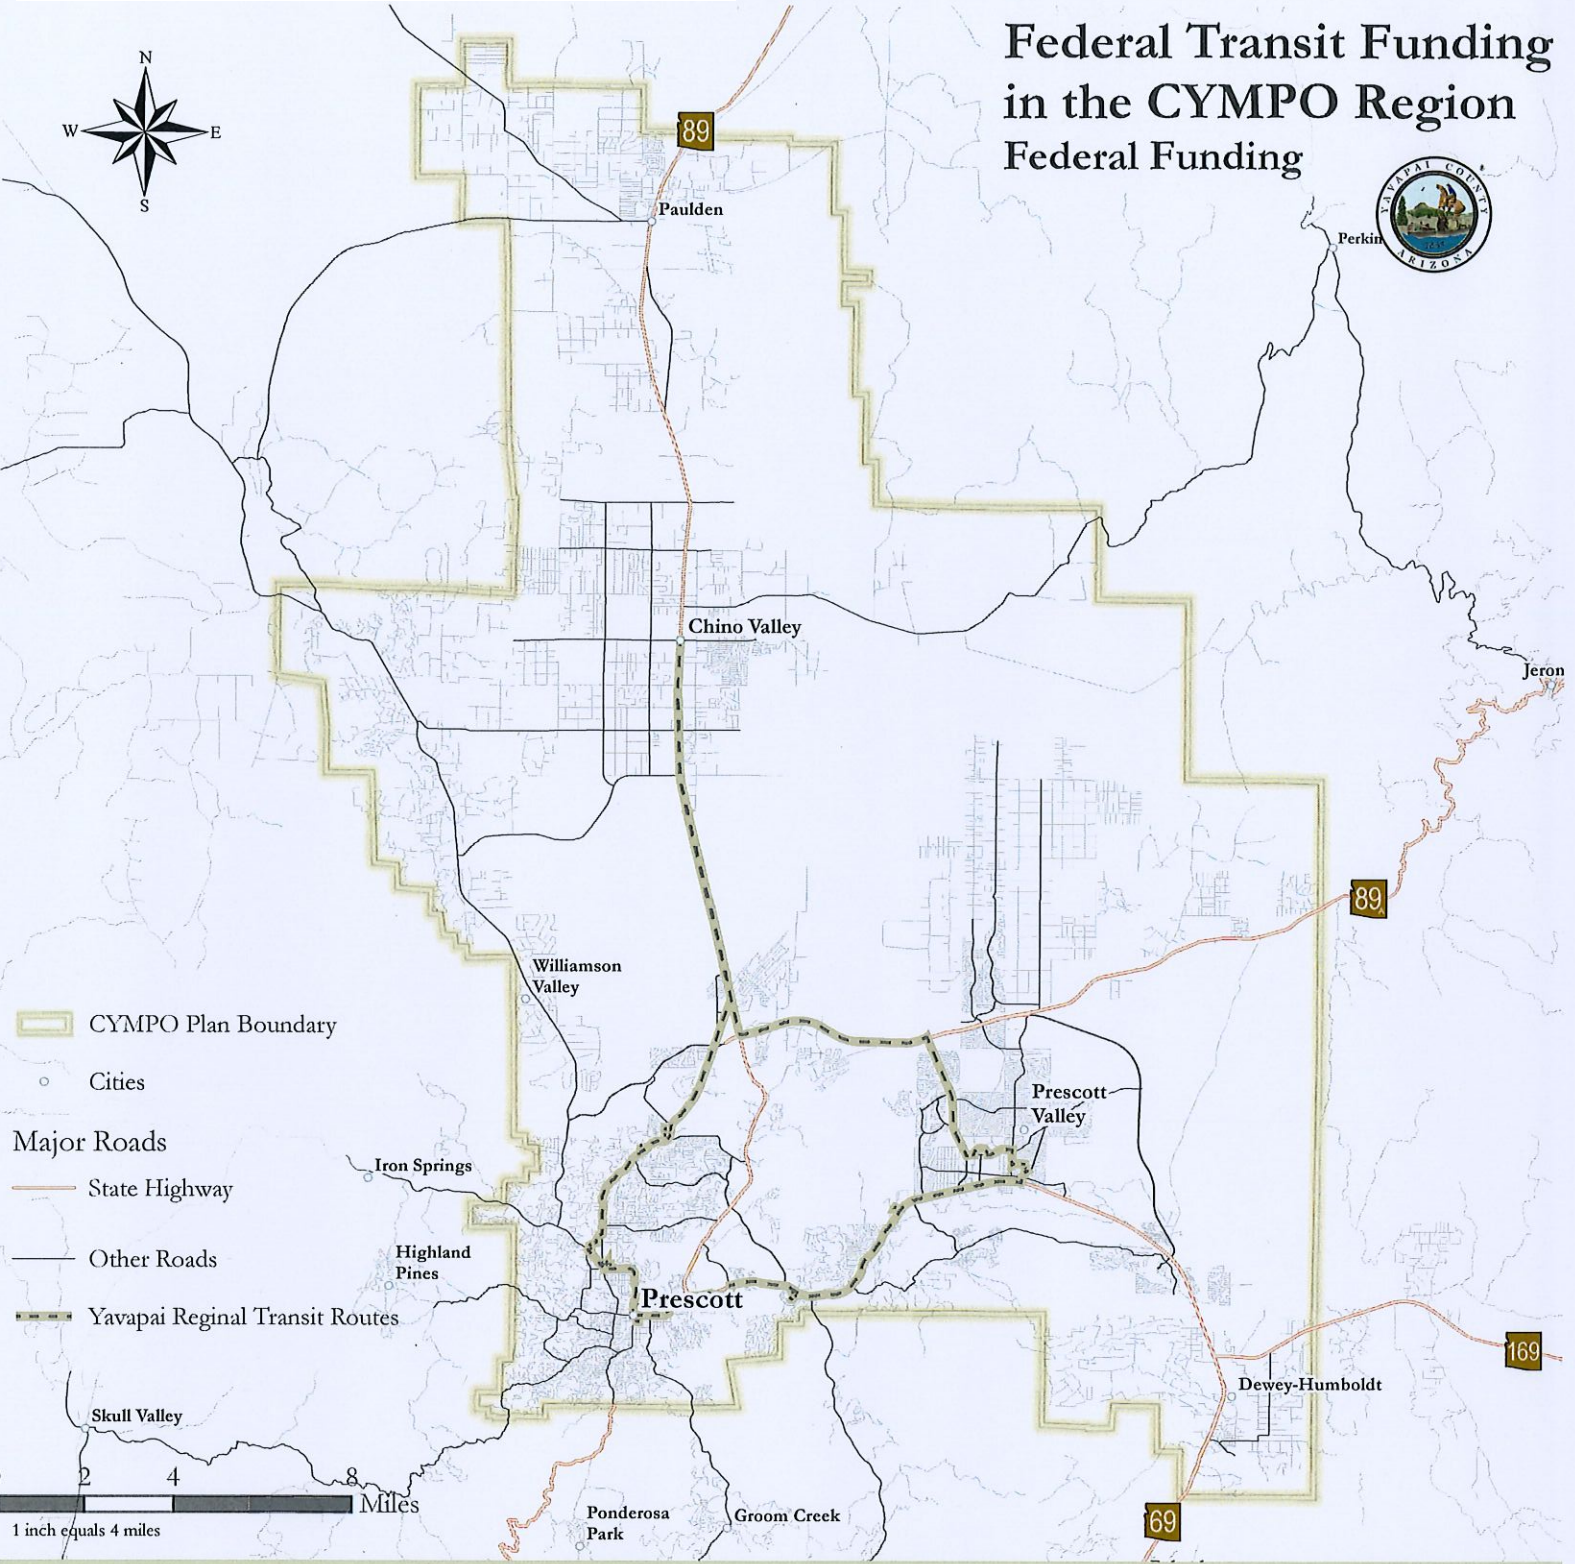 Federal Transit Funding
in the CYMPO Region
Federal Funding
N
W
E
S
YAVAPAI COUNTY
ARIZONA
89
Paulden
Perkin
Chino Valley
Jeron
89
A
Williamson
Valley
CYMPO Plan Boundary
Cities
Major Roads
State Highway
Other Roads
Yavapai Reginal Transit Routes
Prescott
Valley
Iron Springs
Highland
Pines
Prescott
169
Dewey-Humboldt
Skull Valley
2 4 8
Miles
1 inch equals 4 miles
Ponderosa
Park
Groom Creek
69